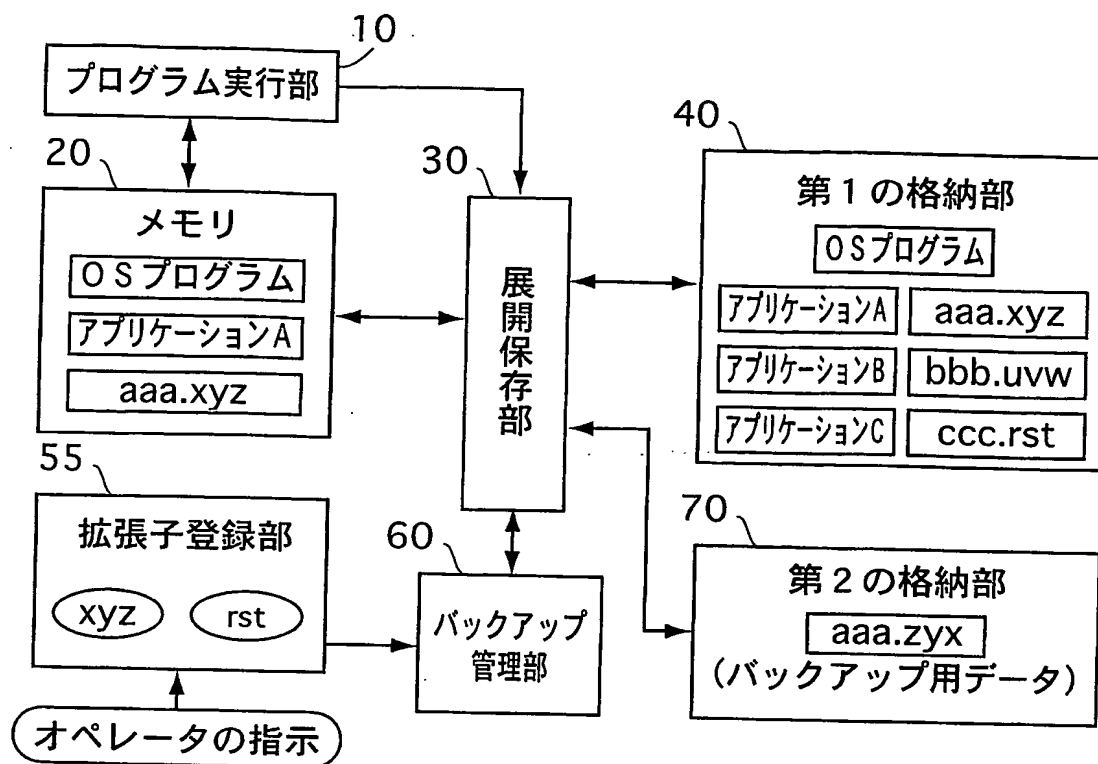 10
プログラム実行部
20
メモリ
OSプログラム
アプリケーションA
aaa.xyz
30
展開保存部
40
第1の格納部
OSプログラム
アプリケーションA
aaa.xyz
アプリケーションB
bbb.uvw
アプリケーションC
ccc.rst
55
拡張子登録部
xyz
rst
オペレータの指示
60
バックアップ
管理部
70
第2の格納部
aaa.zyx
(バックアップ用データ)